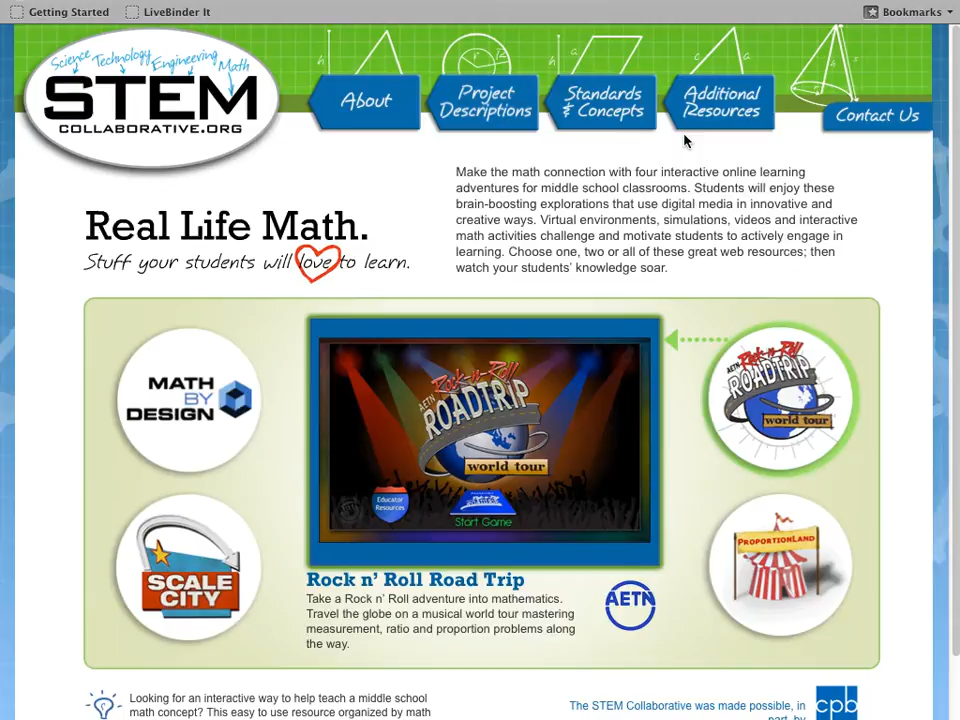 Getting Started
LiveBinder It
Bookmarks
Science Technology Engineering Math
STEM
COLLABORATIVE.ORG
About
Project
Descriptions
Standards
& Concepts
Additional
Resources
Contact Us
Real Life Math.
Stuff your students will love to learn.
Make the math connection with four interactive online learning
adventures for middle school classrooms. Students will enjoy these
brain-boosting explorations that use digital media in innovative and
creative ways. Virtual environments, simulations, videos and interactive
math activities challenge and motivate students to actively engage in
learning. Choose one, two or all of these great web resources; then
watch your students' knowledge soar.
MATH
BY
DESIGN
SCALE
CITY
Rock-n-Roll
AETN
ROADTRIP
world tour
Educator
Resources
Start Game
Rock-n-Roll
AETN
ROADTRIP
world tour
PROPORTIONLAND
Rock n' Roll Road Trip
Take a Rock n' Roll adventure into mathematics.
Travel the globe on a musical world tour mastering
measurement, ratio and proportion problems along
the way.
AETN
Looking for an interactive way to help teach a middle school
math concept? This easy to use resource organized by math
The STEM Collaborative was made possible, in
part, by
cpb